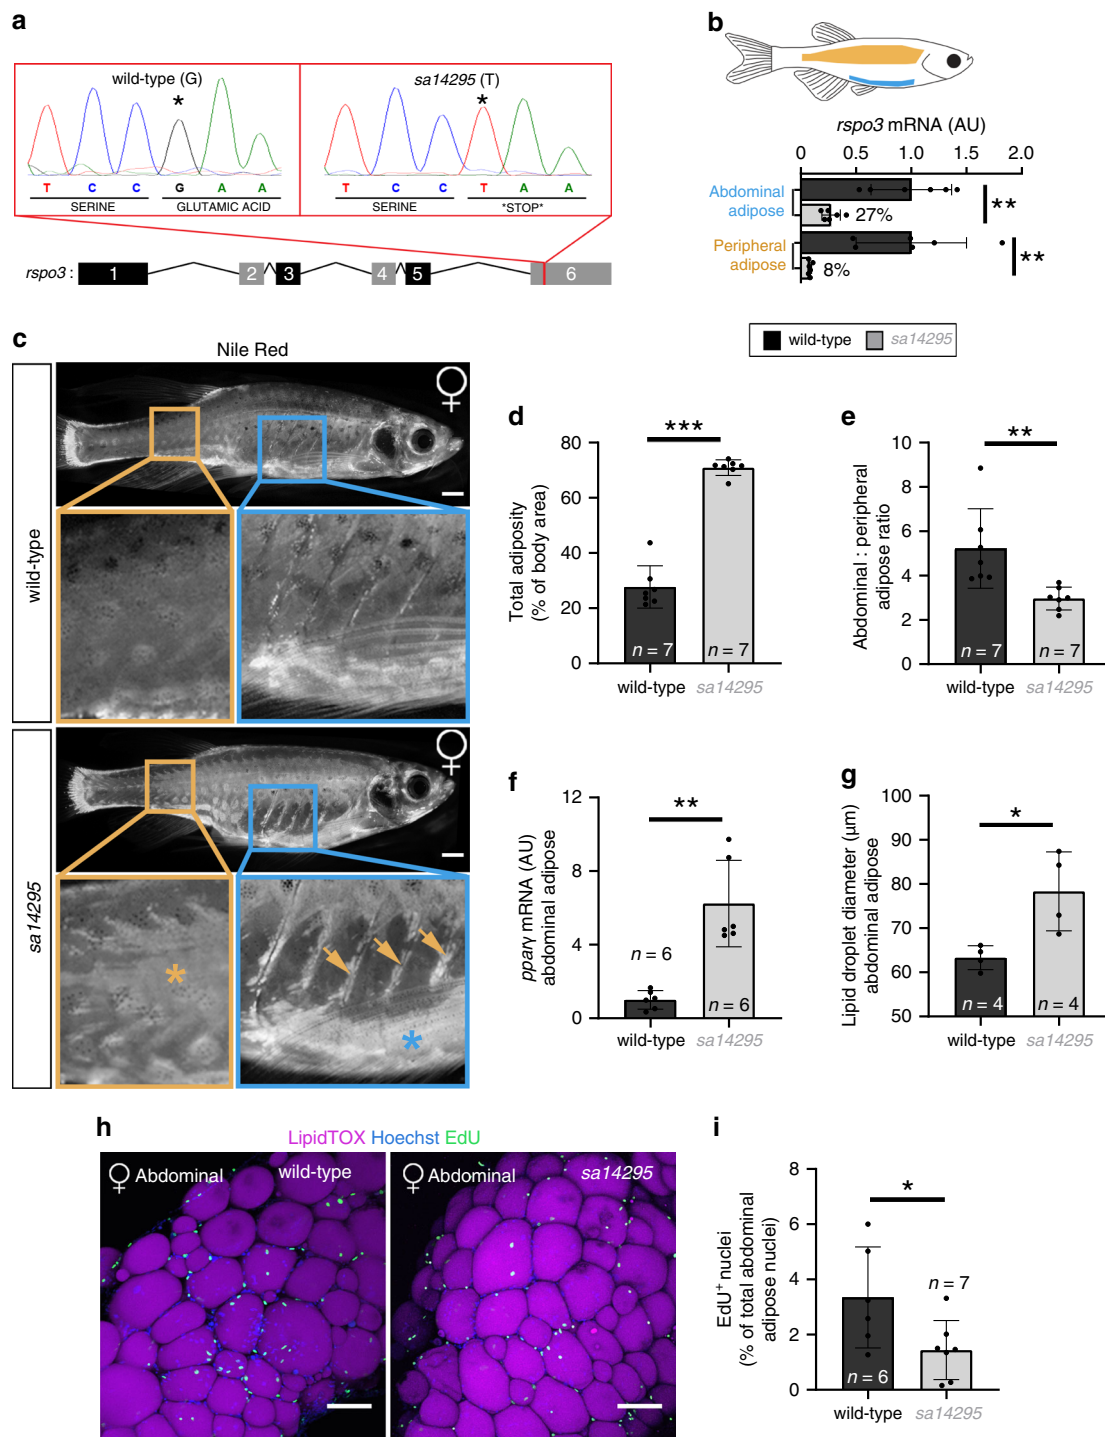 a
wild-type (G)
*
T C C G A A
SERINE GLUTAMIC ACID
sa14295 (T)
*
T C C T A A
SERINE *STOP*
rspo3 : 1 2 3 4 5 6
b
rspo3 mRNA (AU)
0 0.5 1.0 1.5 2.0
Abdominal
adipose
27%
**
Peripheral
adipose
8%
**
wild-type sa14295
c
Nile Red
wild-type
♀
sa14295
♀
*
*
d
***
Total adiposity
(% of body area)
80
60
40
20
0
n = 7 n = 7
wild-type sa14295
e
**
Abdominal : peripheral
adipose ratio
10
8
6
4
2
0
n = 7 n = 7
wild-type sa14295
f
**
pparγ mRNA (AU)
abdominal adipose
12
8
4
0
n = 6
n = 6
wild-type sa14295
g
*
Lipid droplet diameter (μm)
abdominal adipose
100
90
80
70
60
50
n = 4 n = 4
wild-type sa14295
h
LipidTOX Hoechst EdU
♀ Abdominal wild-type
♀ Abdominal sa14295
i
*
EdU+ nuclei
(% of total abdominal
adipose nuclei)
8
6
4
2
0
n = 7
n = 6
wild-type sa14295